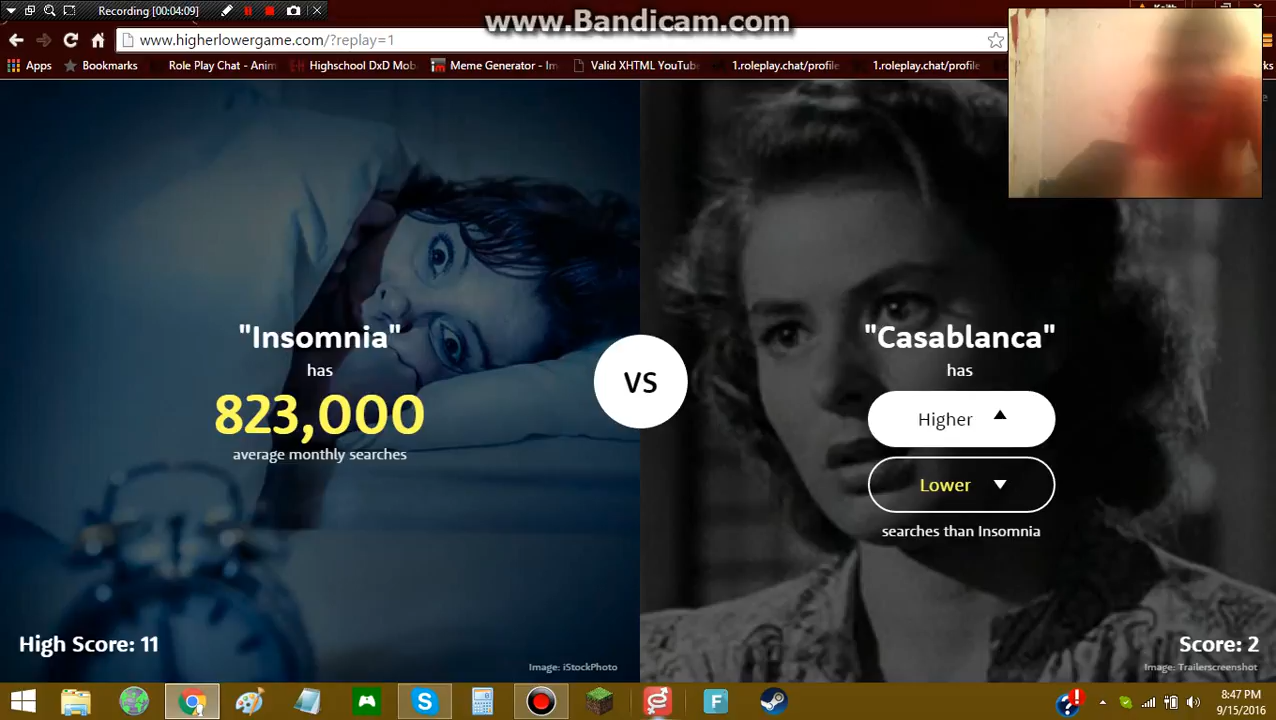 Recording [00:04:09]
www.Bandicam.com
www.higherlowergame.com/?replay=1
Apps
Bookmarks
Role Play Chat - Anim
Highschool DxD Mob
Meme Generator - Im
Valid XHTML YouTub
1.roleplay.chat/profile
1.roleplay.chat/profile
"Insomnia"
has
823,000
average monthly searches
VS
"Casablanca"
has
Higher
Lower
searches than Insomnia
High Score: 11
Image: iStockPhoto
Score: 2
Image: Trailerscreenshot
8:47 PM
9/15/2016